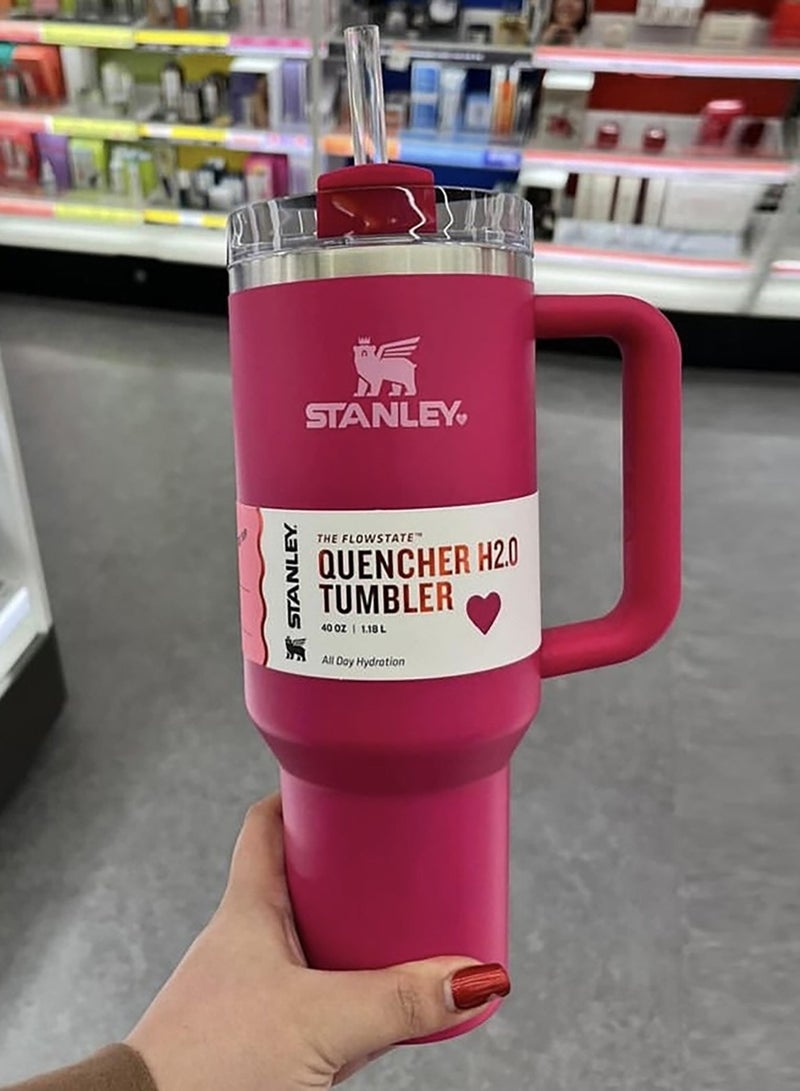 STANLEY
STANLEY.
THE FLOWSTATE™
QUENCHER H2.0
TUMBLER
40 OZ | 1.18 L
All Day Hydration